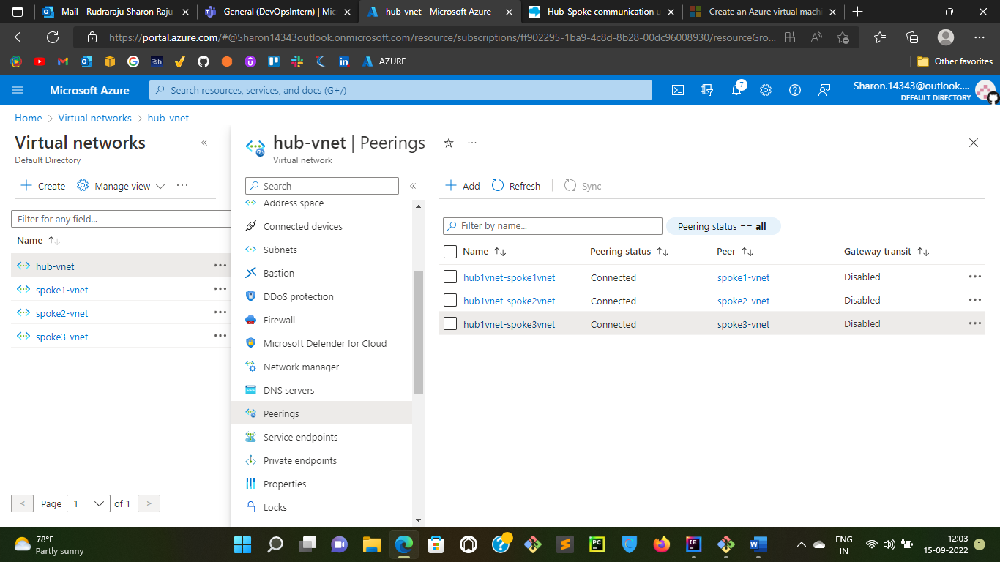 Mail - Rudraraju Sharon Raju
General (DevOpsIntern) | Mic
hub-vnet - Microsoft Azure
Hub-Spoke communication u
Create an Azure virtual machi
https://portal.azure.com/#@Sharon14343outlook.onmicrosoft.com/resource/subscriptions/ff902295-1ba9-4c8d-8b28-00dc96008930/resourceGro...
AZURE
Other favorites
Microsoft Azure
Search resources, services, and docs (G+/)
7
Sharon.14343@outlook....
DEFAULT DIRECTORY
Home > Virtual networks > hub-vnet
Virtual networks
Default Directory
Create
Manage view
Filter for any field...
Name
hub-vnet
spoke1-vnet
spoke2-vnet
spoke3-vnet
< Page 1 of 1 >
hub-vnet | Peerings
Virtual network
Search
Address space
Connected devices
Subnets
Bastion
DDoS protection
Firewall
Microsoft Defender for Cloud
Network manager
DNS servers
Peerings
Service endpoints
Private endpoints
Properties
Locks
Add Refresh Sync
Filter by name...
Peering status == all
Name Peering status Peer Gateway transit
hub1vnet-spoke1vnet Connected spoke1-vnet Disabled
hub1vnet-spoke2vnet Connected spoke2-vnet Disabled
hub1vnet-spoke3vnet Connected spoke3-vnet Disabled
78°F
Partly sunny
ENG
IN
12:03
15-09-2022
1